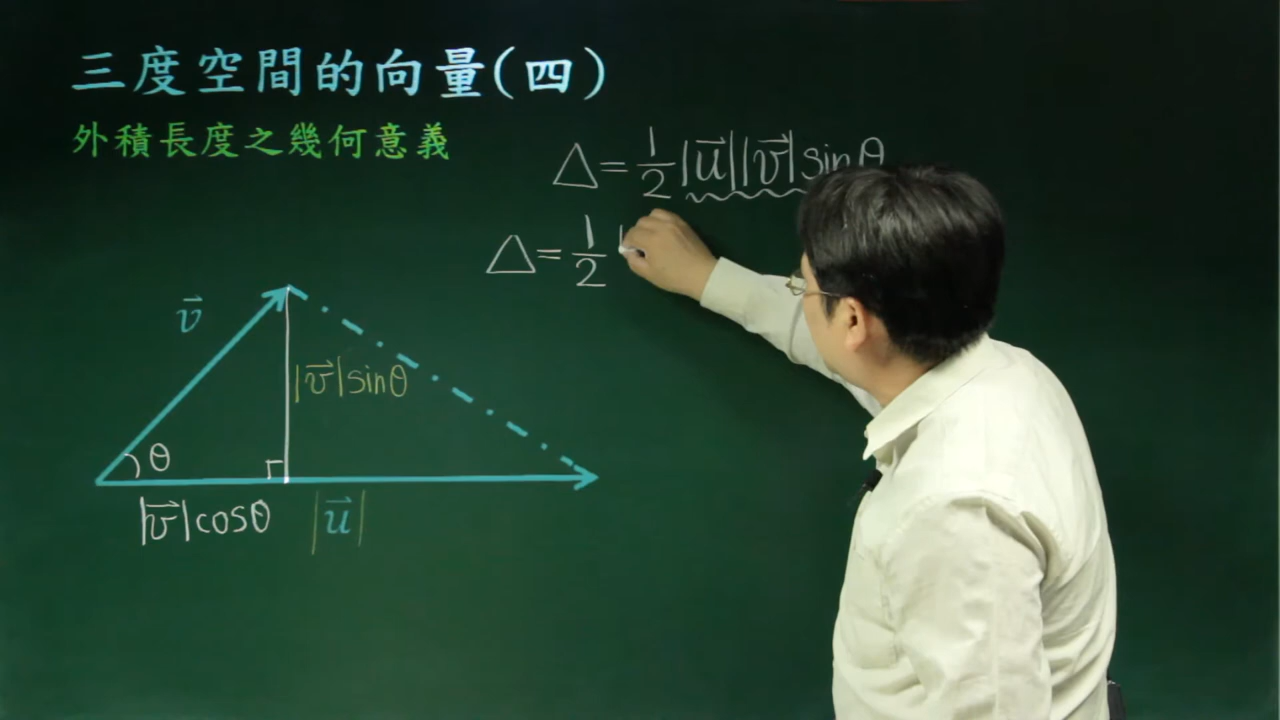 三度空間的向量(四)
外積長度之幾何意義
△=1/2|u⃗||v⃗|sinθ
△=1/2|
v⃗
|v⃗|sinθ
θ
|v⃗|cosθ |u⃗|